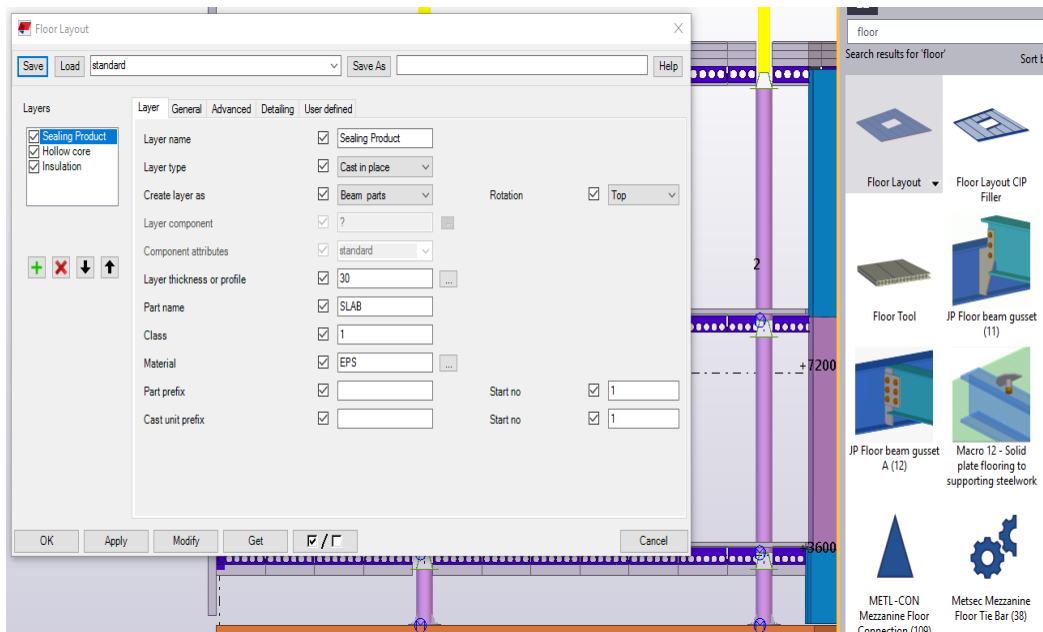 Floor Layout
Save Load standard Save As Help
Layers
Sealing Product
Hollow core
Insulation
Layer General Advanced Detailing User defined
Layer name Sealing Product
Layer type Cast in place
Create layer as Beam parts Rotation Top
Layer component ? ...
Component attributes standard
Layer thickness or profile 30 ...
Part name SLAB
Class 1
Material EPS ...
Part prefix Start no 1
Cast unit prefix Start no 1
OK Apply Modify Get / Cancel
2
+7200
+3600
floor
Search results for 'floor'
Sort b
Floor Layout
Floor Layout CIP
Filler
Floor Tool
JP Floor beam gusset
(11)
JP Floor beam gusset
A (12)
Macro 12 - Solid
plate flooring to
supporting steelwork
METL-CON
Mezzanine Floor
Connection (109)
Metsec Mezzanine
Floor Tie Bar (38)